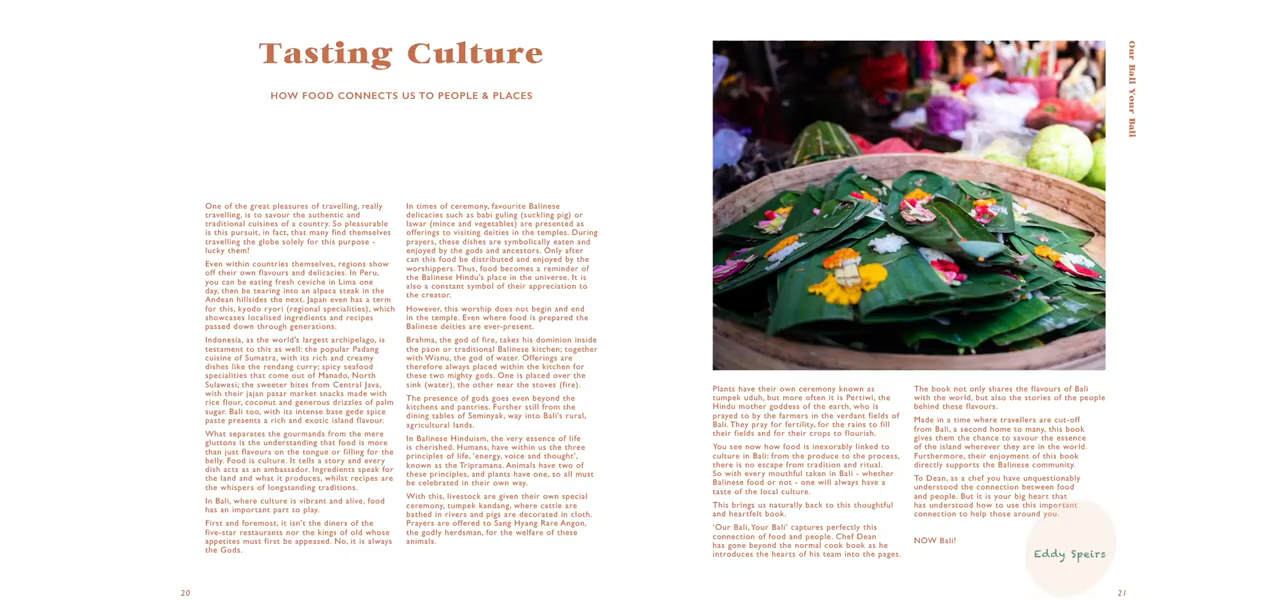 Tasting Culture
HOW FOOD CONNECTS US TO PEOPLE & PLACES
One of the great pleasures of travelling, really
travelling, is to savour the authentic and
traditional cuisines of a country. So pleasurable
is this pursuit, in fact, that many find themselves
travelling the globe solely for this purpose -
lucky them!
Even within countries themselves, regions show
off their own flavours and delicacies. In Peru,
you can be eating fresh ceviche in Lima one
day, then be tearing into an alpaca steak in the
Andean hillsides the next. Japan even has a term
for this, kyodo ryori (regional specialities), which
showcases localised ingredients and recipes
passed down through generations.
Indonesia, as the world's largest archipelago, is
testament to this as well: the popular Padang
cuisine of Sumatra, with its rich and creamy
dishes like the rendang curry; spicy seafood
specialities that come out of Manado, North
Sulawesi; the sweeter bites from Central Java,
with their jajan pasar market snacks made with
rice flour, coconut and generous drizzles of palm
sugar. Bali too, with its intense base gede spice
paste presents a rich and exotic island flavour.
What separates the gourmands from the mere
gluttons is the understanding that food is more
than just flavours on the tongue or filling for the
belly. Food is culture. It tells a story and every
dish acts as an ambassador. Ingredients speak for
the land and what it produces, whilst recipes are
the whispers of longstanding traditions.
In Bali, where culture is vibrant and alive, food
has an important part to play.
First and foremost, it isn't the diners of the
five-star restaurants nor the kings of old whose
appetites must first be appeased. No, it is always
the Gods.
In times of ceremony, favourite Balinese
delicacies such as babi guling (suckling pig) or
lawar (mince and vegetables) are presented as
offerings to visiting deities in the temples. During
prayers, these dishes are symbolically eaten and
enjoyed by the gods and ancestors. Only after
can this food be distributed and enjoyed by the
worshippers. Thus, food becomes a reminder of
the Balinese Hindu's place in the universe. It is
also a constant symbol of their appreciation to
the creator.
However, this worship does not begin and end
in the temple. Even where food is prepared the
Balinese deities are ever-present.
Brahma, the god of fire, takes his dominion inside
the paon or traditional Balinese kitchen; together
with Wisnu, the god of water. Offerings are
therefore always placed within the kitchen for
these two mighty gods. One is placed over the
sink (water), the other near the stoves (fire).
The presence of gods goes even beyond the
kitchens and pantries. Further still from the
dining tables of Seminyak, way into Bali's rural,
agricultural lands.
In Balinese Hinduism, the very essence of life
is cherished. Humans, have within us the three
principles of life, 'energy, voice and thought',
known as the Tripramana. Animals have two of
these principles, and plants have one, so all must
be celebrated in their own way.
With this, livestock are given their own special
ceremony, tumpek kandang, where cattle are
bathed in rivers and pigs are decorated in cloth.
Prayers are offered to Sang Hyang Rare Angon,
the godly herdsman, for the welfare of these
animals.
20
Our Bali Your Bali
Plants have their own ceremony known as
tumpek uduh, but more often it is Pertiwi, the
Hindu mother goddess of the earth, who is
prayed to by the farmers in the verdant fields of
Bali. They pray for fertility, for the rains to fill
their fields and for their crops to flourish.
You see now how food is inexorably linked to
culture in Bali: from the produce to the process,
there is no escape from tradition and ritual.
So with every mouthful taken in Bali - whether
Balinese food or not - one will always have a
taste of the local culture.
This brings us naturally back to this thoughtful
and heartfelt book.
'Our Bali, Your Bali' captures perfectly this
connection of food and people. Chef Dean
has gone beyond the normal cook book as he
introduces the hearts of his team into the pages.
The book not only shares the flavours of Bali
with the world, but also the stories of the people
behind these flavours.
Made in a time where travellers are cut-off
from Bali, a second home to many, this book
gives them the chance to savour the essence
of the island wherever they are in the world.
Furthermore, their enjoyment of this book
directly supports the Balinese community.
To Dean, as a chef you have unquestionably
understood the connection between food
and people. But it is your big heart that
has understood how to use this important
connection to help those around you.
NOW Bali!
Eddy Speirs
21